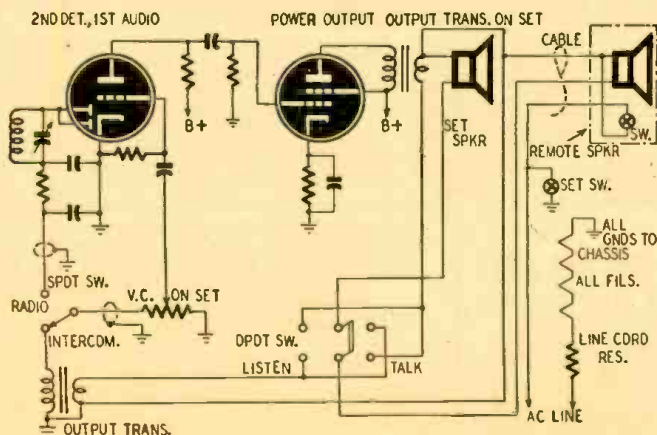 2ND DET., 1ST AUDIO
POWER OUTPUT
OUTPUT TRANS. ON SET
CABLE
B+
B+
SET
SPKR
SW.
REMOTE SPKR
SET SW.
ALL
GNDS TO
CHASSIS
ALL FILS.
SPDT SW.
RADIO
V.C. ON SET
INTERCOM.
DPDT SW.
LISTEN
TALK
LINE CORD
RES.
AC LINE
OUTPUT TRANS.